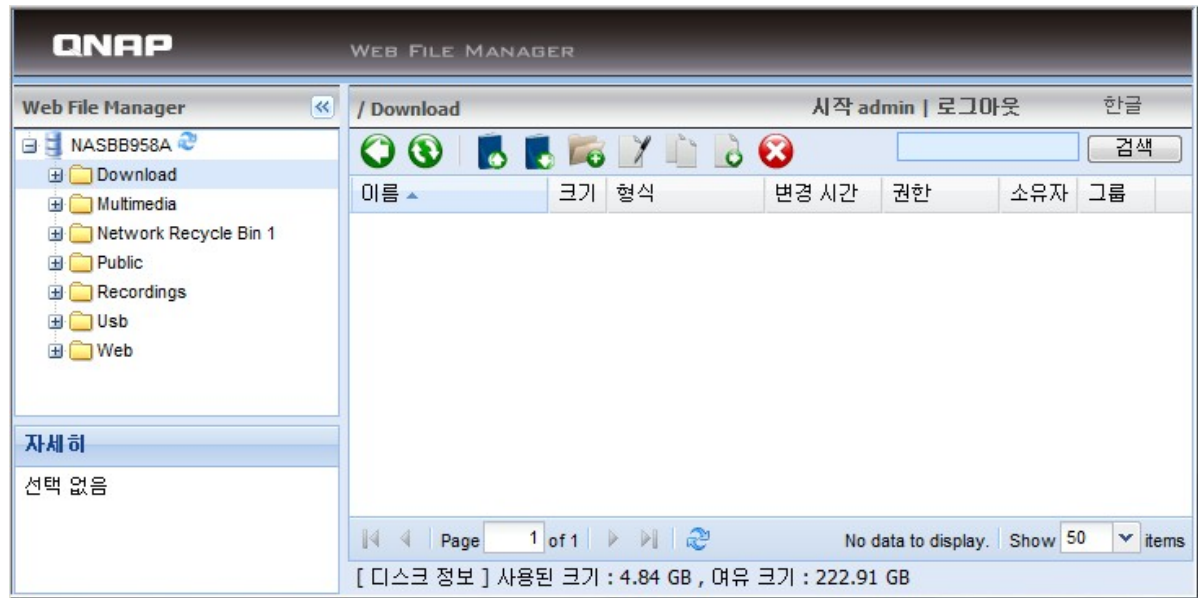 QNAP WEB FILE MANAGER
Web File Manager
NASBB958A
Download
Multimedia
Network Recycle Bin 1
Public
Recordings
Usb
Web
자세히
선택 없음
/ Download 시작 admin | 로그아웃 한글
검색
이름 크기 형식 변경 시간 권한 소유자 그룹
Page 1 of 1 No data to display. Show 50 items
[ 디스크 정보 ] 사용된 크기 : 4.84 GB , 여유 크기 : 222.91 GB